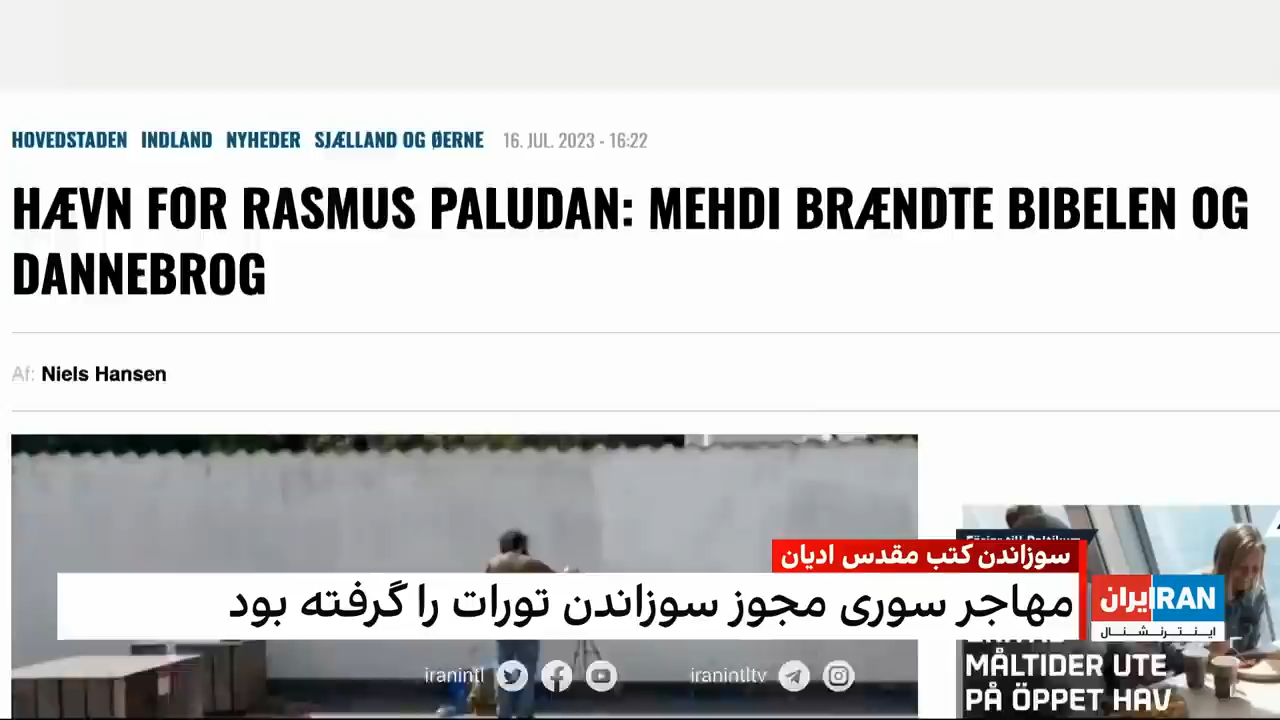 HOVEDSTADEN INDLAND NYHEDER SJÆLLAND OG ØERNE 16. JUL. 2023 - 16:22
HÆVN FOR RASMUS PALUDAN: MEHDI BRÆNDTE BIBELEN OG
DANNEBROG
Af: Niels Hansen
سوزاندن کتب مقدس ادیان
مهاجر سوری مجوز سوزاندن تورات را گرفته بود
ایران IRAN
اینترنشنال
MÅLTIDER UTE
PÅ ÖPPET HAV
iranintl
iranintltv